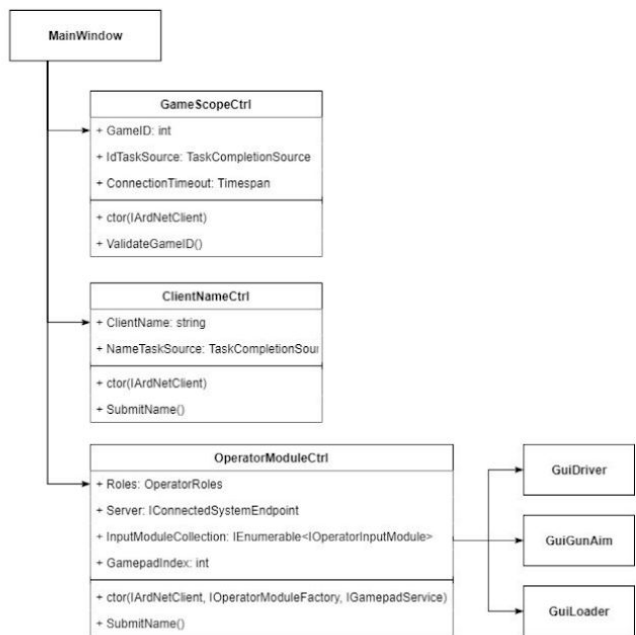 MainWindow
GameScopeCtrl
+ GameID: int
+ IdTaskSource: TaskCompletionSource
+ ConnectionTimeout: Timespan
+ ctor(IArdNetClient)
+ ValidateGameID()
ClientNameCtrl
+ ClientName: string
+ NameTaskSource: TaskCompletionSour
+ ctor(IArdNetClient)
+ SubmitName()
OperatorModuleCtrl
+ Roles: OperatorRoles
+ Server: IConnectedSystemEndpoint
+ InputModuleCollection: IEnumerable<IOperatorInputModule>
+ GamepadIndex: int
+ ctor(IArdNetClient, IOperatorModuleFactory, IGamepadService)
+ SubmitName()
GuiDriver
GuiGunAim
GuiLoader